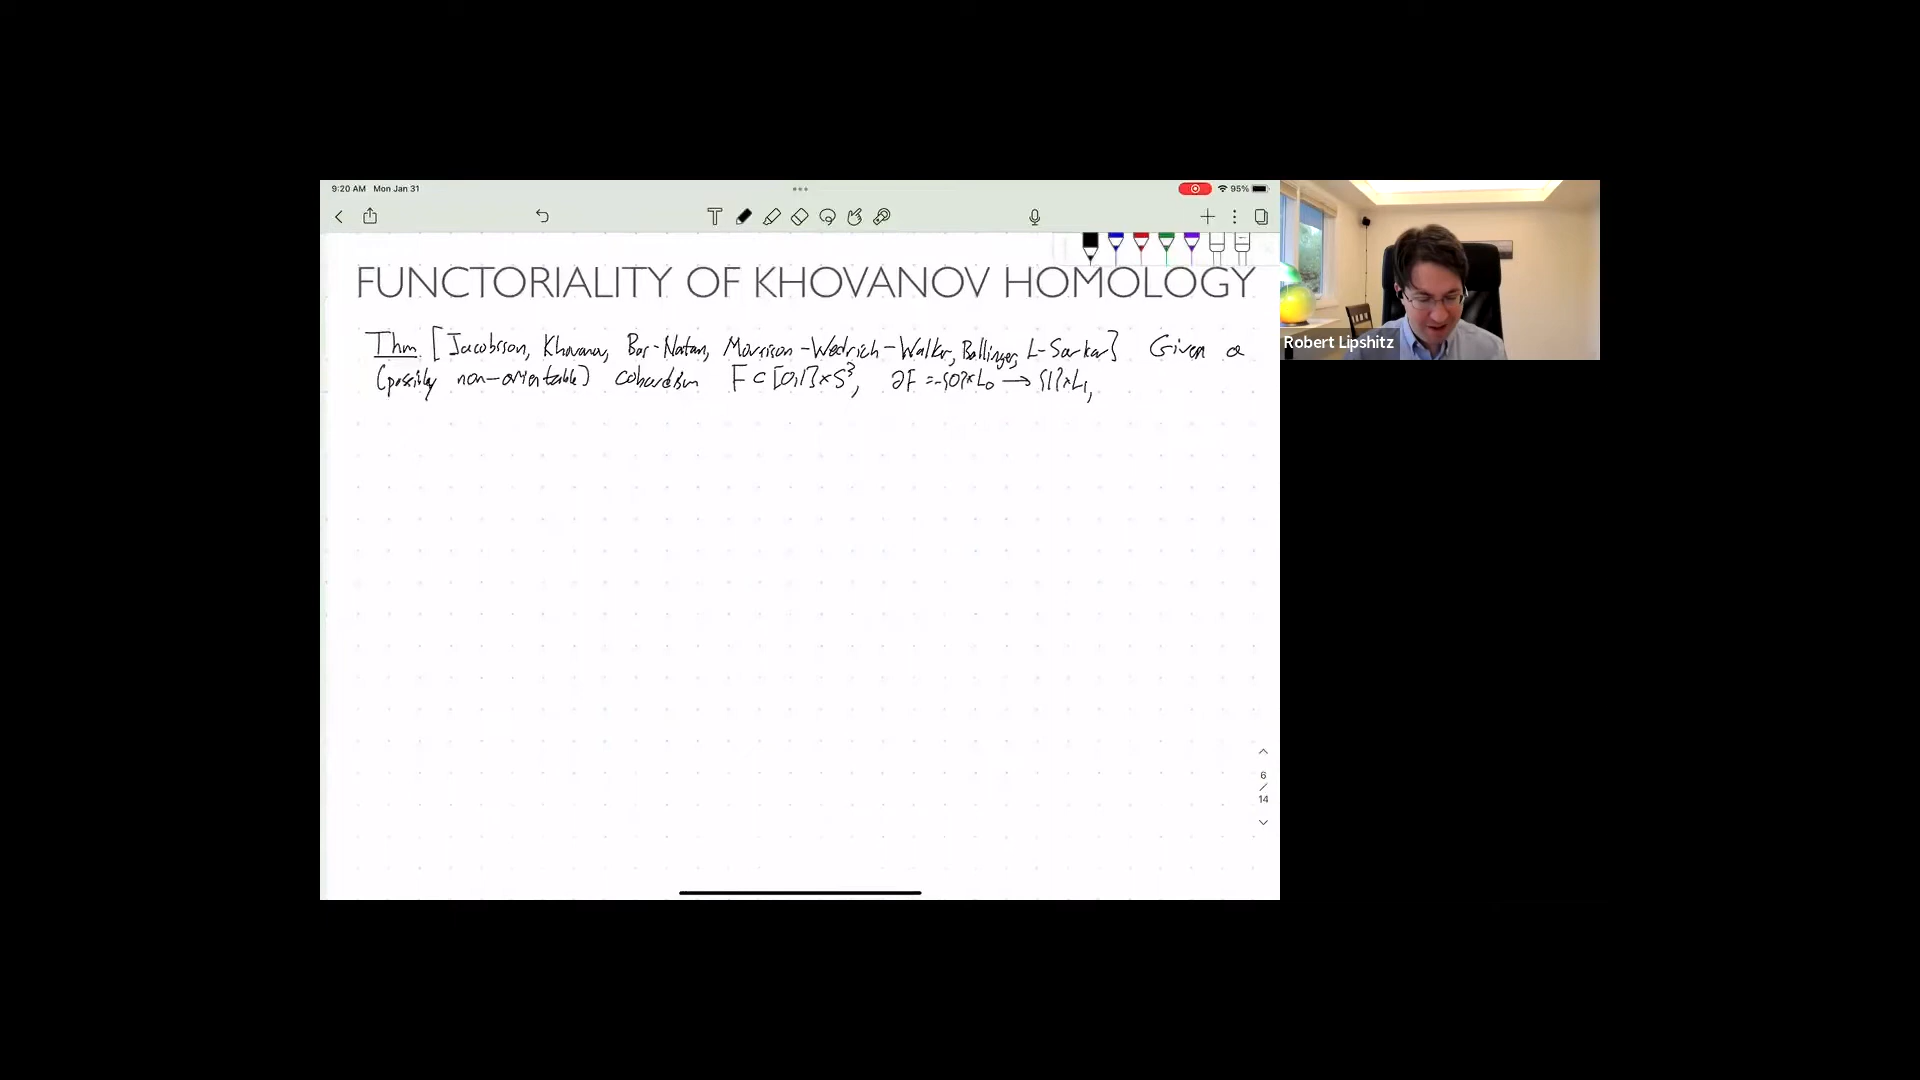 9:20 AM Mon Jan 31
95%
FUNCTORIALITY OF KHOVANOV HOMOLOGY
Thm [Jacobsson, Khovanov, Bar-Natan, Morrison-Wedrich-Walker, Ballinger, L-Sarkar] Given a
(possibly non-orientable) cobordism F ⊂ [0,1]×S³, ∂F = -{0}×L₀ → {1}×L₁,
Robert Lipshitz
6
/
14